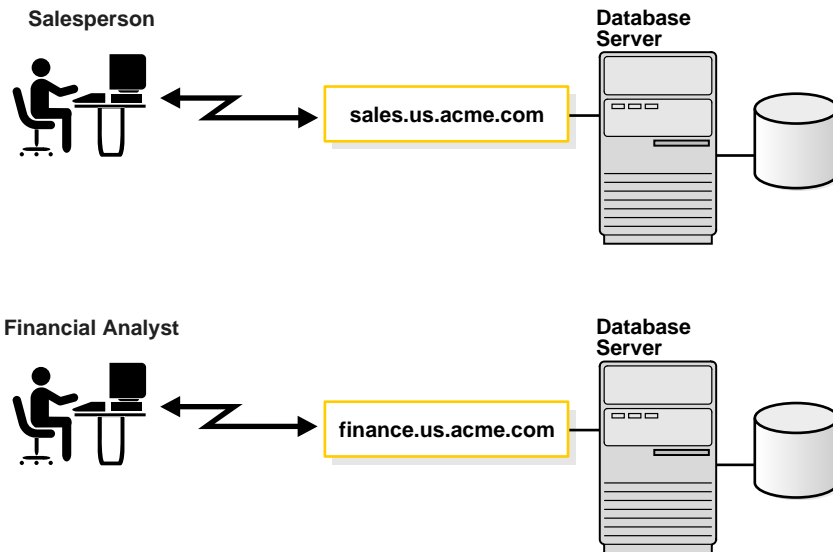 Salesperson
Database
Server
sales.us.acme.com
Financial Analyst
Database
Server
finance.us.acme.com